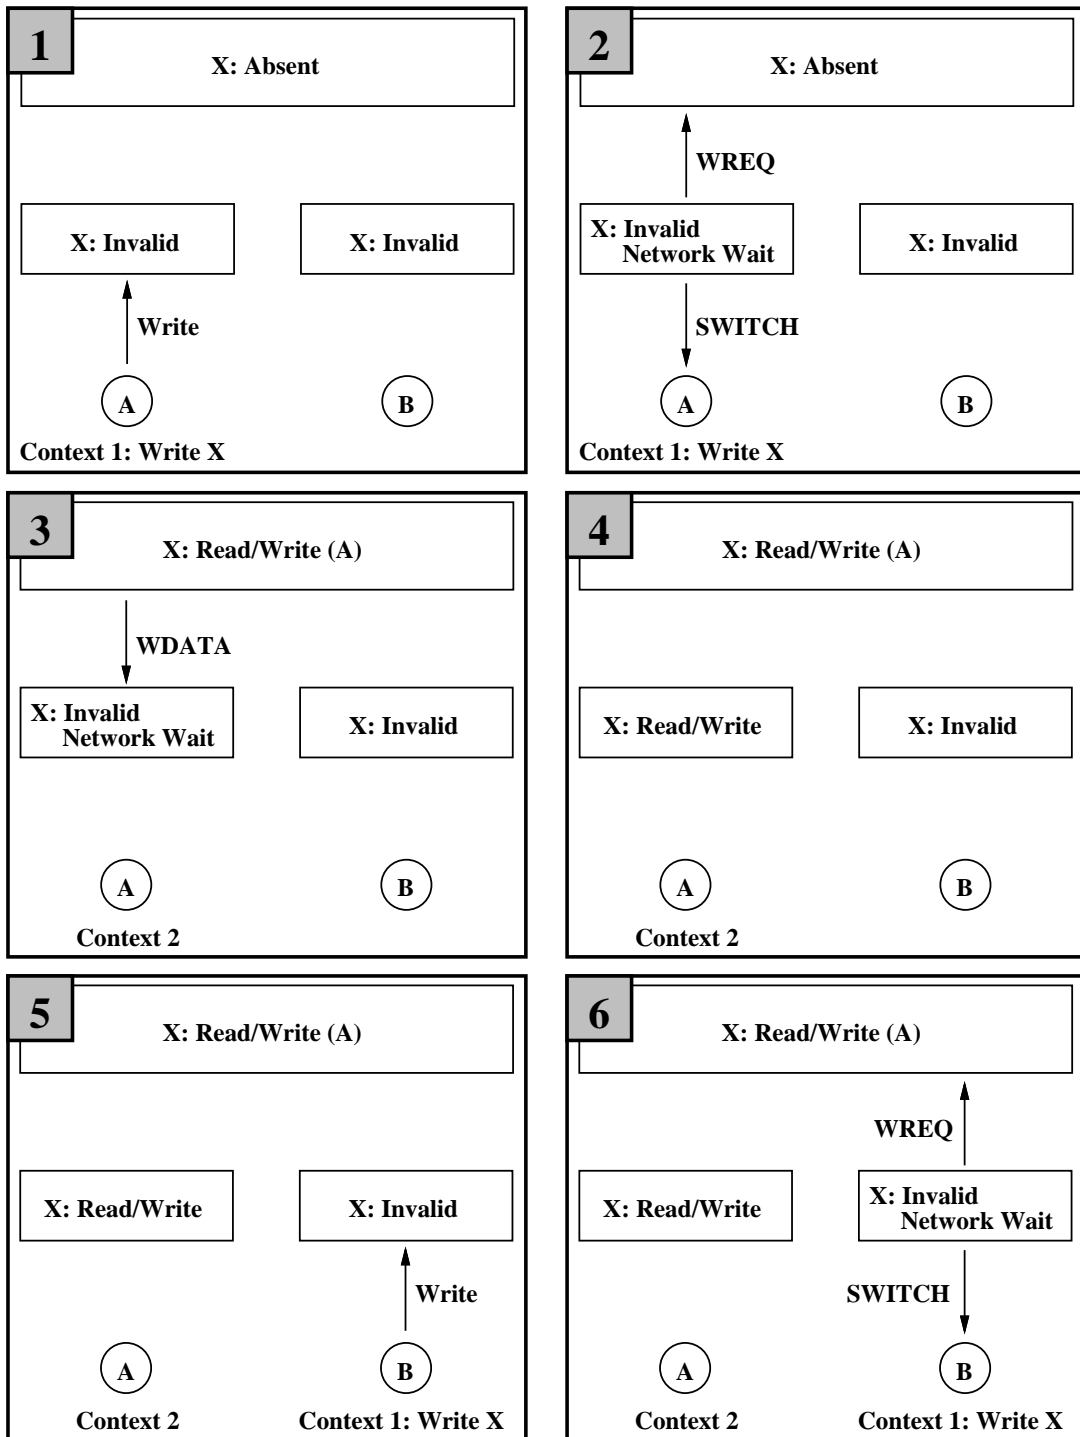 1
X: Absent
X: Invalid
X: Invalid
Write
A
B
Context 1: Write X
2
X: Absent
WREQ
X: Invalid
Network Wait
X: Invalid
SWITCH
A
B
Context 1: Write X
3
X: Read/Write (A)
WDATA
X: Invalid
Network Wait
X: Invalid
A
B
Context 2
4
X: Read/Write (A)
X: Read/Write
X: Invalid
A
B
Context 2
5
X: Read/Write (A)
X: Read/Write
X: Invalid
Write
A
B
Context 2
Context 1: Write X
6
X: Read/Write (A)
WREQ
X: Read/Write
X: Invalid
Network Wait
SWITCH
A
B
Context 2
Context 1: Write X